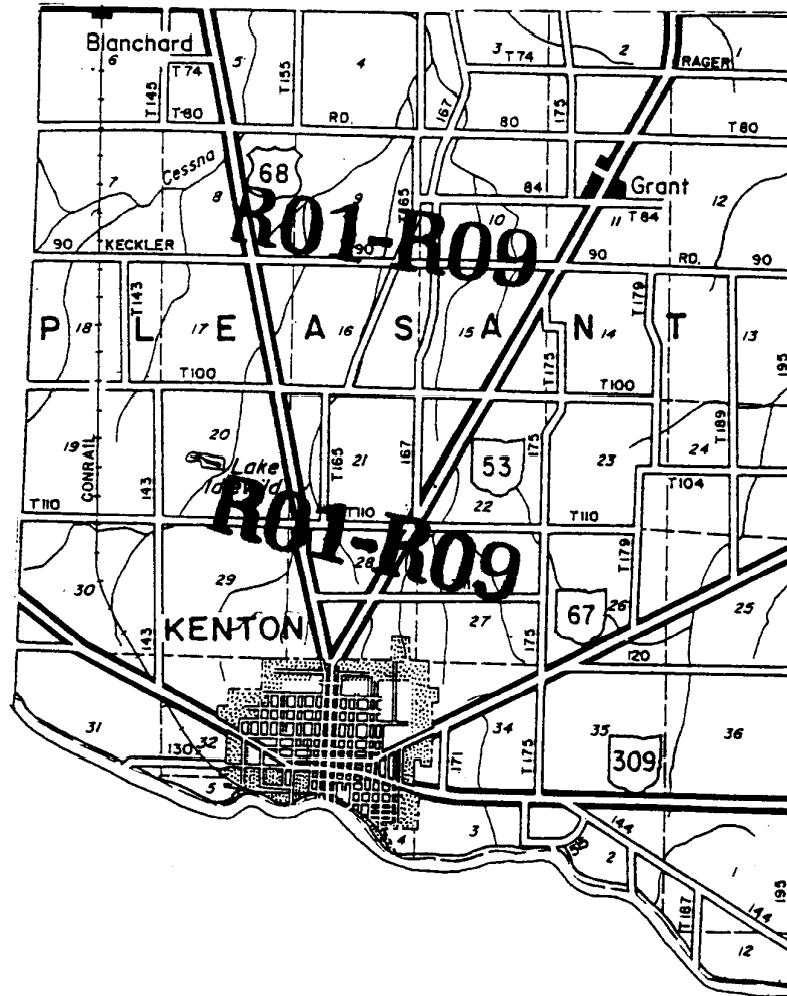 Blanchard
6 5 4 3 T74 2 1
T74 RAGER
T145 T155 167 175
T-80 RD. 80 T80
Cessna
7 68
8 9 T165 84 Grant
10 11 T84 12
R01-R09
90 KECKLER 90 90 RD. 90
T143 T179
P 18 L 17 E A 16 S 15 A 14 N T 13
T175 195
T100 T100
19 20 T165 21 167 53 175 23 T189 24
CONRAIL 143 Lake
Idlewild 22 T104
T110 T110 T110
R01-R09
T179
30 29 28 27 67 26 25
143 KENTON 175
120
31 32 34 35 36
130 171 T175 309
5
4 3 144
2 1 195
T187 144
12